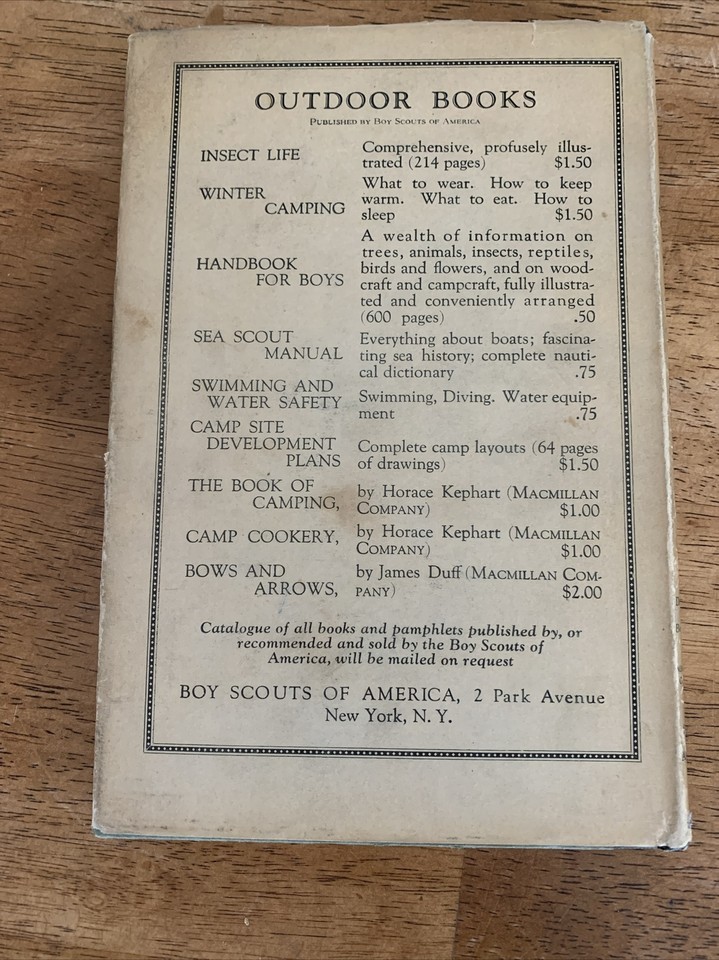 OUTDOOR BOOKS
PUBLISHED BY BOY SCOUTS OF AMERICA
INSECT LIFE
Comprehensive, profusely illus-
trated (214 pages) $1.50
WINTER
CAMPING
What to wear. How to keep
warm. What to eat. How to
sleep $1.50
HANDBOOK
FOR BOYS
A wealth of information on
trees, animals, insects, reptiles,
birds and flowers, and on wood-
craft and campcraft, fully illustra-
ted and conveniently arranged
(600 pages) .50
SEA SCOUT
MANUAL
Everything about boats; fascina-
ting sea history; complete nauti-
cal dictionary .75
SWIMMING AND
WATER SAFETY
Swimming, Diving. Water equip-
ment .75
CAMP SITE
DEVELOPMENT
PLANS
Complete camp layouts (64 pages
of drawings) $1.50
THE BOOK OF
CAMPING,
by Horace Kephart (MACMILLAN
COMPANY) $1.00
CAMP COOKERY,
by Horace Kephart (MACMILLAN
COMPANY) $1.00
BOWS AND
ARROWS,
by James Duff (MACMILLAN COM-
PANY) $2.00
Catalogue of all books and pamphlets published by, or
recommended and sold by the Boy Scouts of
America, will be mailed on request
BOY SCOUTS OF AMERICA, 2 Park Avenue
New York, N. Y.